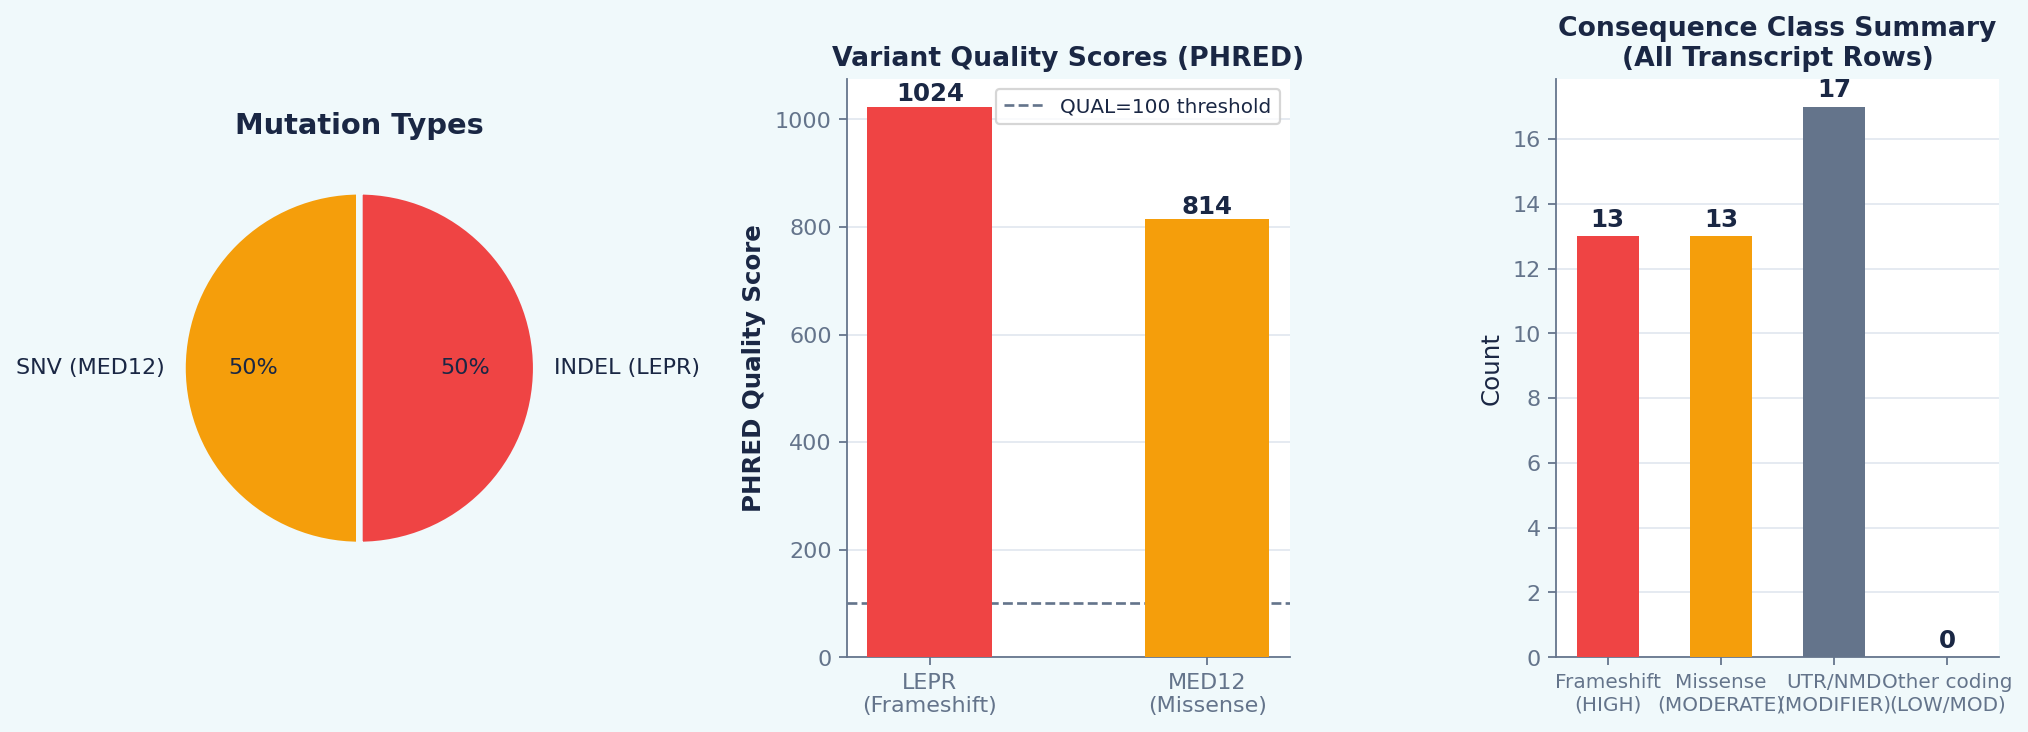 Mutation Types
SNV (MED12)
50%
50%
INDEL (LEPR)
Variant Quality Scores (PHRED)
PHRED Quality Score
1000
800
600
400
200
0
1024
814
QUAL=100 threshold
LEPR
(Frameshift)
MED12
(Missense)
Consequence Class Summary
(All Transcript Rows)
Count
16
14
12
10
8
6
4
2
0
13
13
17
0
Frameshift
(HIGH)
Missense
(MODERATE)
UTR/NMD
(MODIFIER)
Other coding
(LOW/MOD)